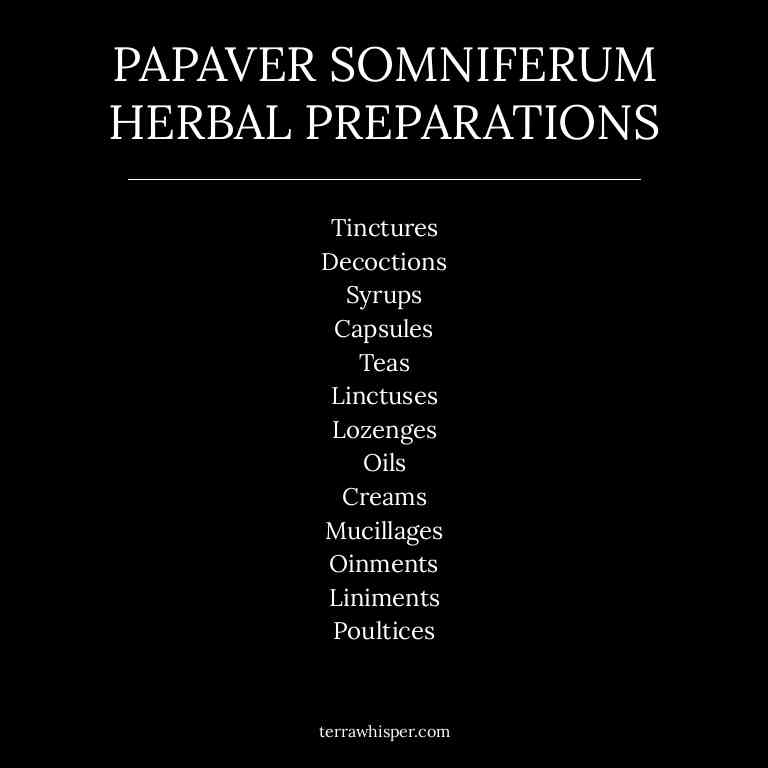 PAPAVER SOMNIFERUM
HERBAL PREPARATIONS
Tinctures
Decoctions
Syrups
Capsules
Teas
Linctuses
Lozenges
Oils
Creams
Mucillages
Oinments
Liniments
Poultices
terrawhisper.com